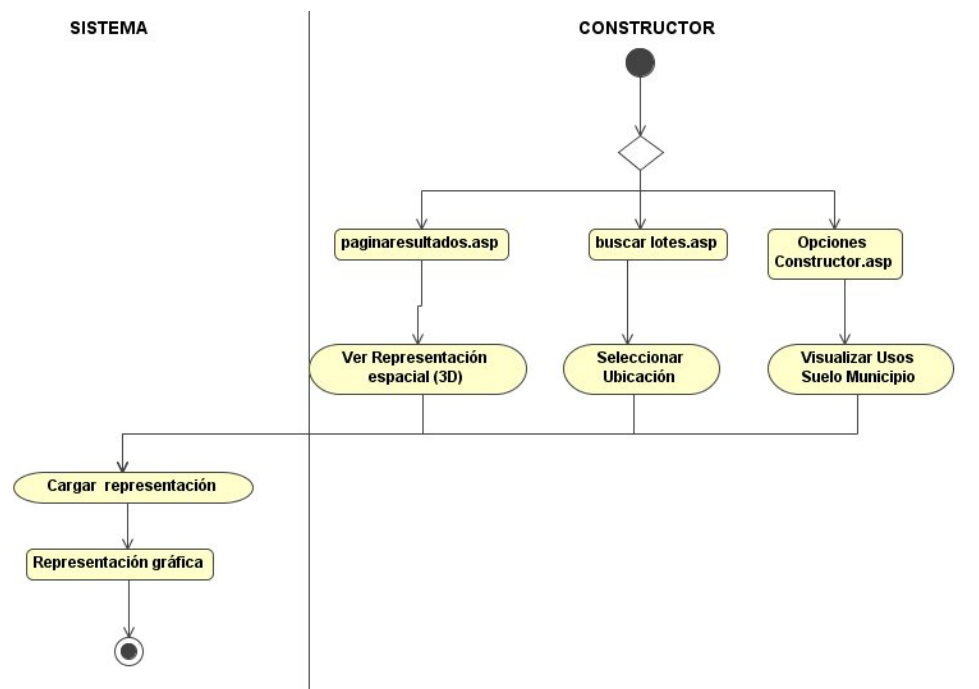 SISTEMA
CONSTRUCTOR
paginaresultados.asp
buscar lotes.asp
Opciones
Constructor.asp
Ver Representación
espacial (3D)
Seleccionar
Ubicación
Visualizar Usos
Suelo Municipio
Cargar representación
Representación gráfica